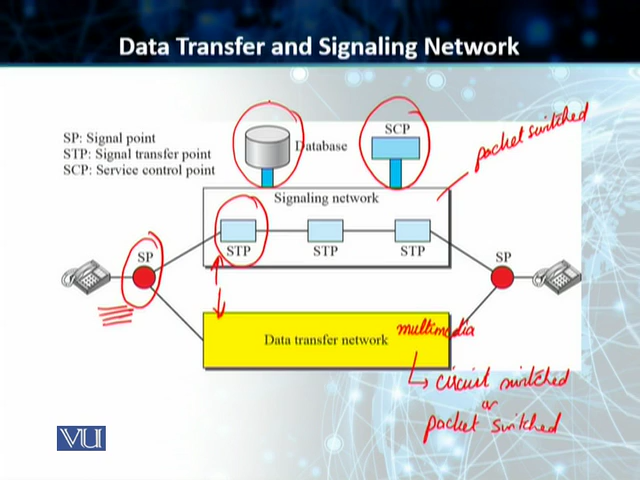 Data Transfer and Signaling Network
SP: Signal point
STP: Signal transfer point
SCP: Service control point
Database
SCP
packet switched
Signaling network
STP
STP
STP
SP
SP
Data transfer network
multimedia
circuit switched
or
packet switched
VU